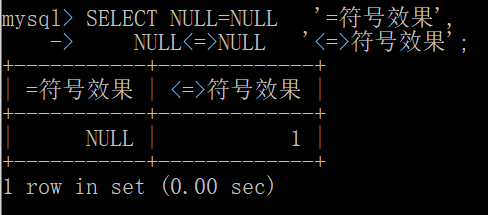 mysql> SELECT NULL=NULL  '=符号效果',
    ->     NULL<=>NULL  '<=>符号效果';
+-----------+-------------+
| =符号效果 | <=>符号效果 |
+-----------+-------------+
|      NULL |           1 |
+-----------+-------------+
1 row in set (0.00 sec)